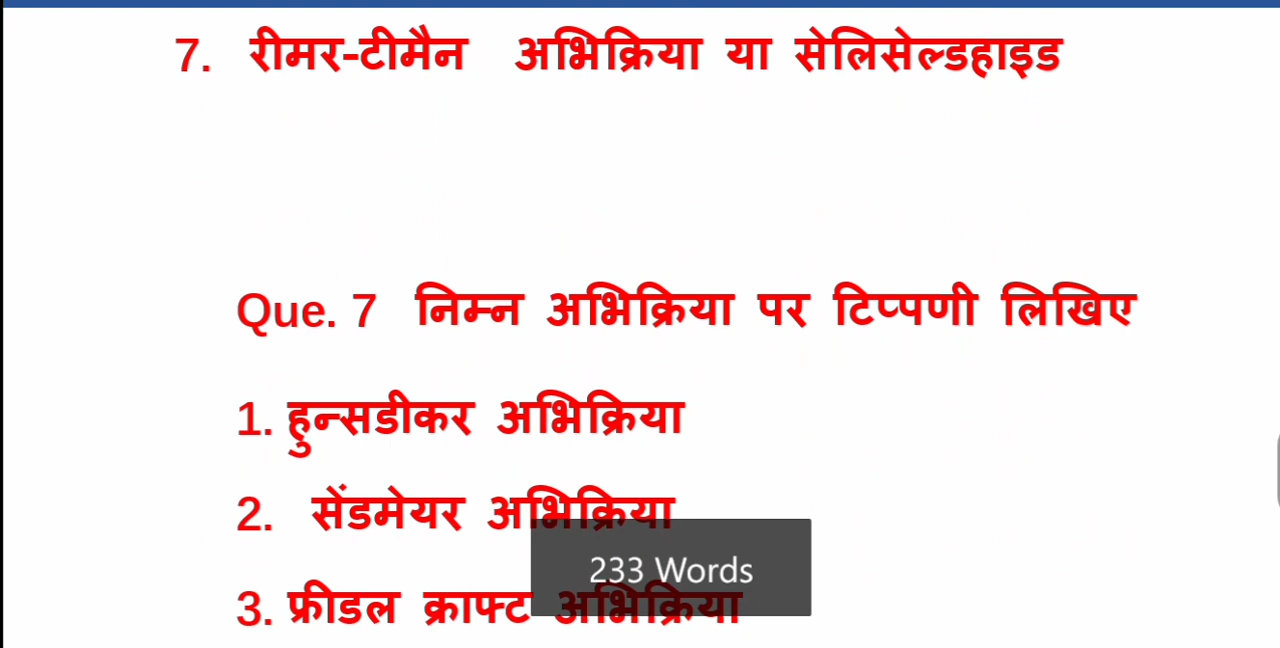 7. रीमर-टीमैन अभिक्रिया या सेलिसेल्डहाइड
Que. 7 निम्न अभिक्रिया पर टिप्पणी लिखिए
1. हुन्सडीकर अभिक्रिया
2. सेंडमेयर अभिक्रिया
233 Words
3. फ्रीडल क्राफ्ट अभिक्रिया